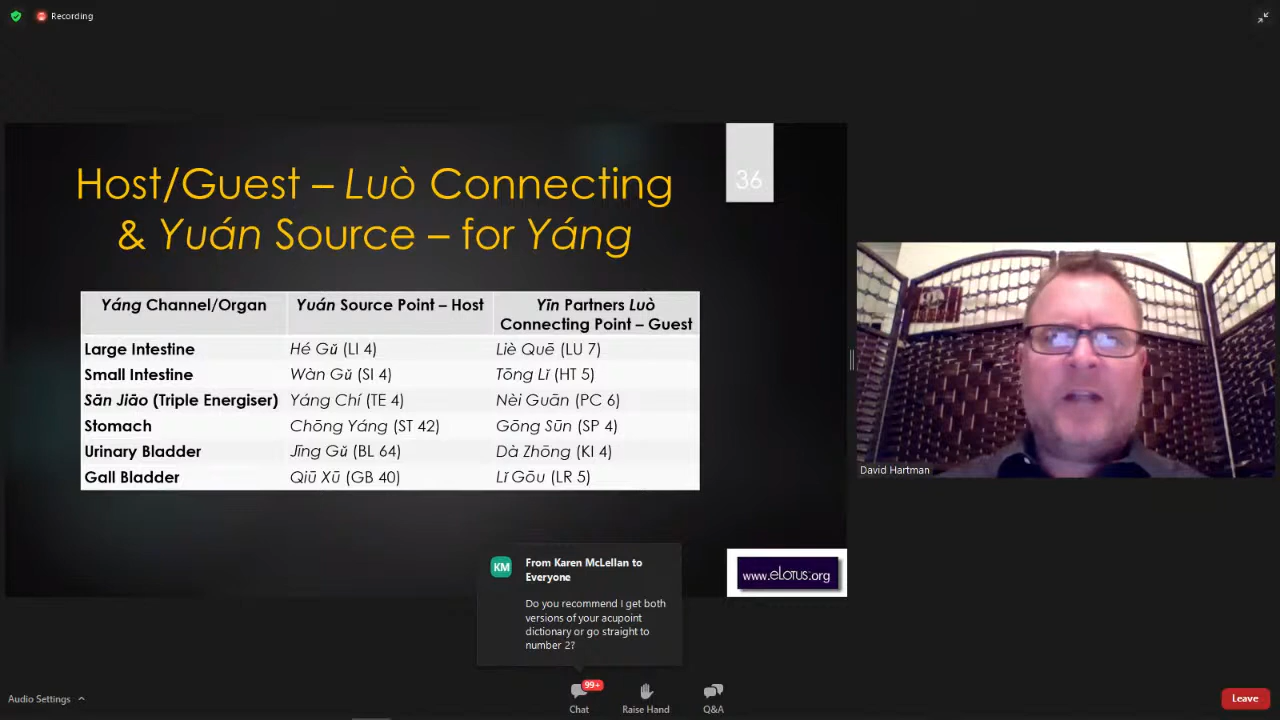 Recording
Host/Guest – Luò Connecting
& Yuán Source – for Yáng
36
Yáng Channel/Organ Yuán Source Point – Host Yīn Partners Luò
Connecting Point – Guest
Large Intestine Hé Gǔ (LI 4) Liè Quē (LU 7)
Small Intestine Wàn Gǔ (SI 4) Tōng Lǐ (HT 5)
Sān Jiāo (Triple Energiser) Yáng Chí (TE 4) Nèi Guān (PC 6)
Stomach Chōng Yáng (ST 42) Gōng Sūn (SP 4)
Urinary Bladder Jīng Gǔ (BL 64) Dà Zhōng (KI 4)
Gall Bladder Qiū Xū (GB 40) Lǐ Gōu (LR 5)
David Hartman
KM
From Karen McLellan to
Everyone
Do you recommend I get both
versions of your acupoint
dictionary or go straight to
number 2?
www.eLotus.org
Audio Settings
99+
Chat
Raise Hand
Q&A
Leave